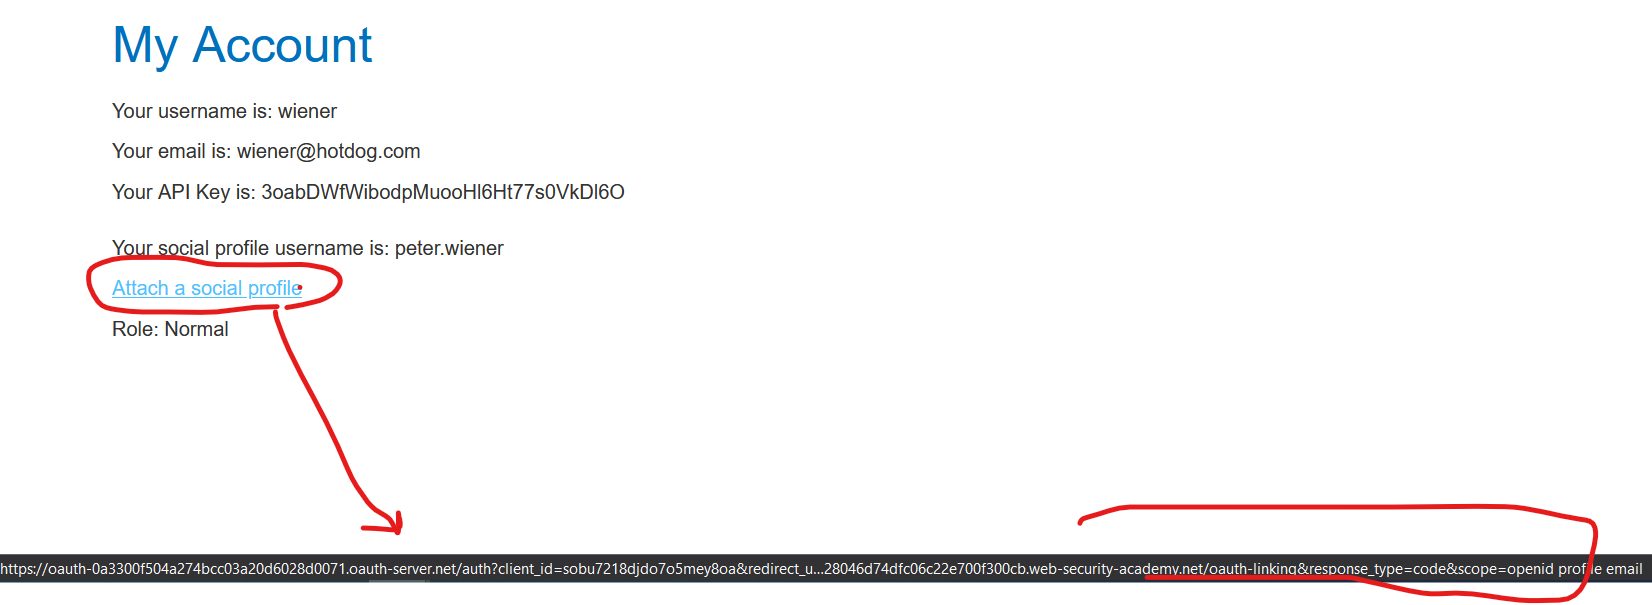 My Account
Your username is: wiener
Your email is: wiener@hotdog.com
Your API Key is: 3oabDWfWibodpMuooHl6Ht77s0VkDl6O
Your social profile username is: peter.wiener
Attach a social profile
Role: Normal
https://oauth-0a3300f504a274bcc03a20d6028d0071.oauth-server.net/auth?client_id=sobu7218djdo7o5mey8oa&redirect_u...28046d74dfc06c22e700f300cb.web-security-academy.net/oauth-linking&response_type=code&scope=openid profile email